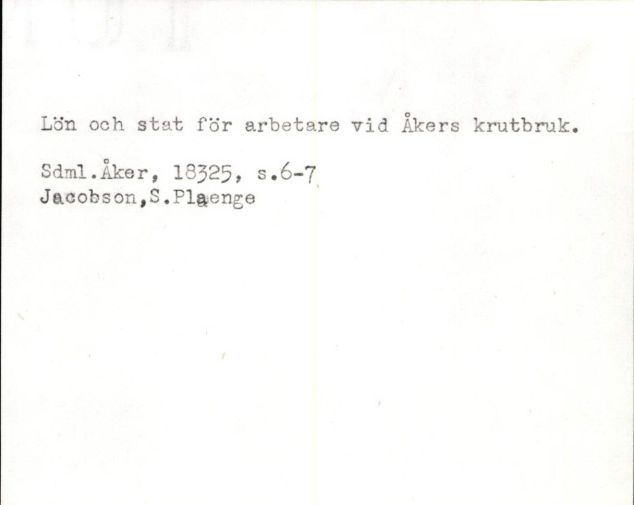 Lön och stat för arbetare vid Åkers krutbruk.
Sdml.Åker, 18325, s.6-7
Jacobson,S.Plaenge